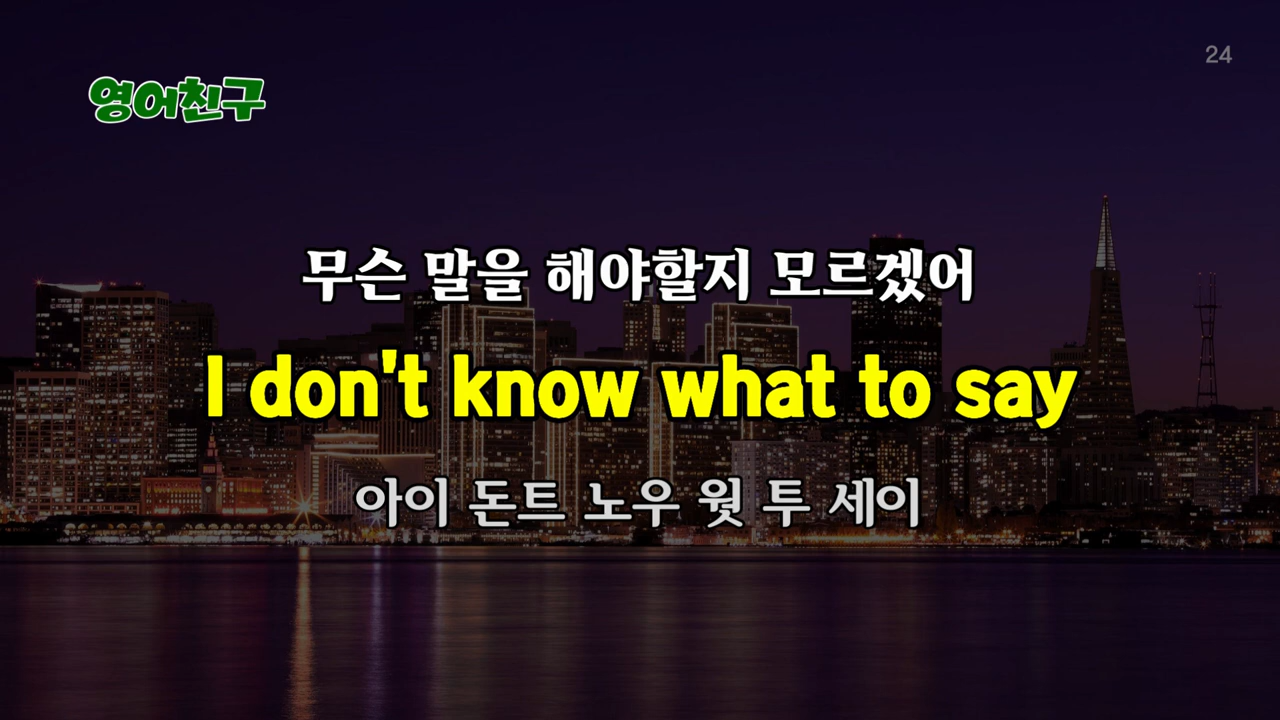 24
영어친구
무슨 말을 해야할지 모르겠어
I don't know what to say
아이 돈트 노우 웟 투 세이